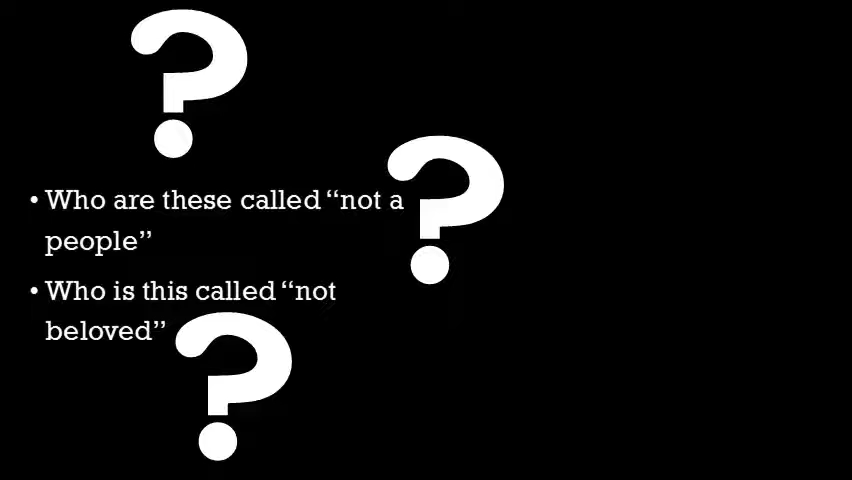 ?
• Who are these called “not a
people”
?
• Who is this called “not
beloved”
?